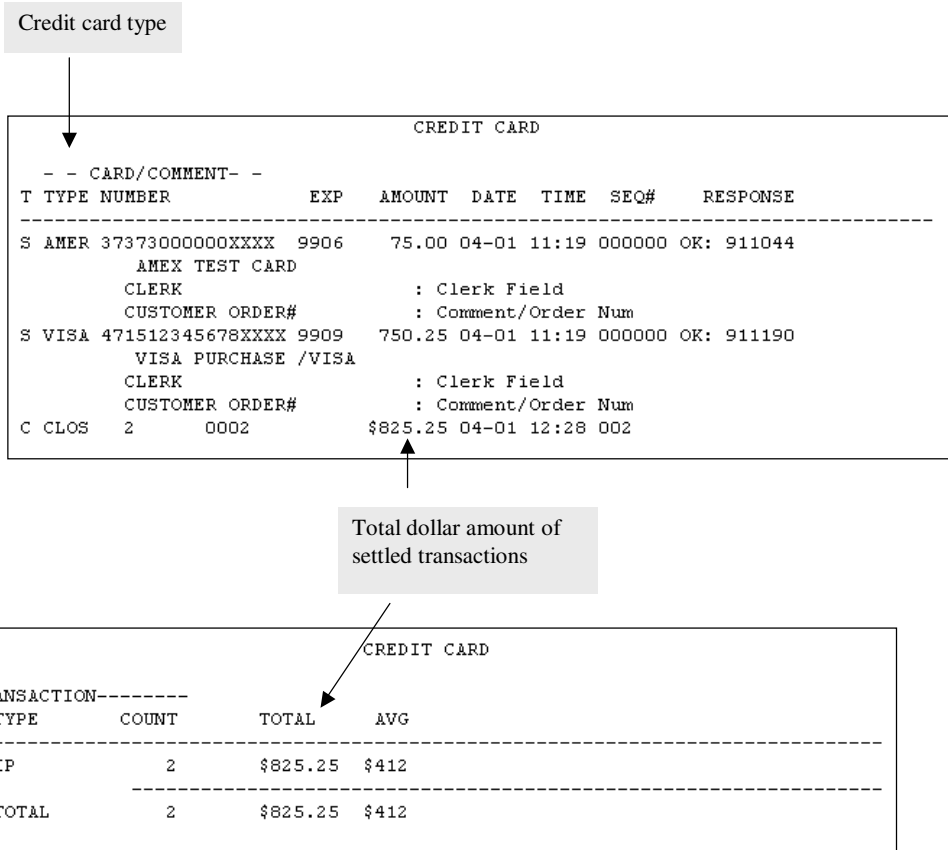 Credit card type
CREDIT CARD
- - CARD/COMMENT- -
T TYPE NUMBER EXP AMOUNT DATE TIME SEQ# RESPONSE
S AMER 37373000000XXXX 9906 75.00 04-01 11:19 000000 OK: 911044
AMEX TEST CARD
CLERK : Clerk Field
CUSTOMER ORDER# : Comment/Order Num
S VISA 471512345678XXXX 9909 750.25 04-01 11:19 000000 OK: 911190
VISA PURCHASE /VISA
CLERK : Clerk Field
CUSTOMER ORDER# : Comment/Order Num
C CLOS 2 0002 $825.25 04-01 12:28 002
Total dollar amount of
settled transactions
CREDIT CARD
ANSACTION--------
TYPE COUNT TOTAL AVG
IP 2 $825.25 $412
TOTAL 2 $825.25 $412